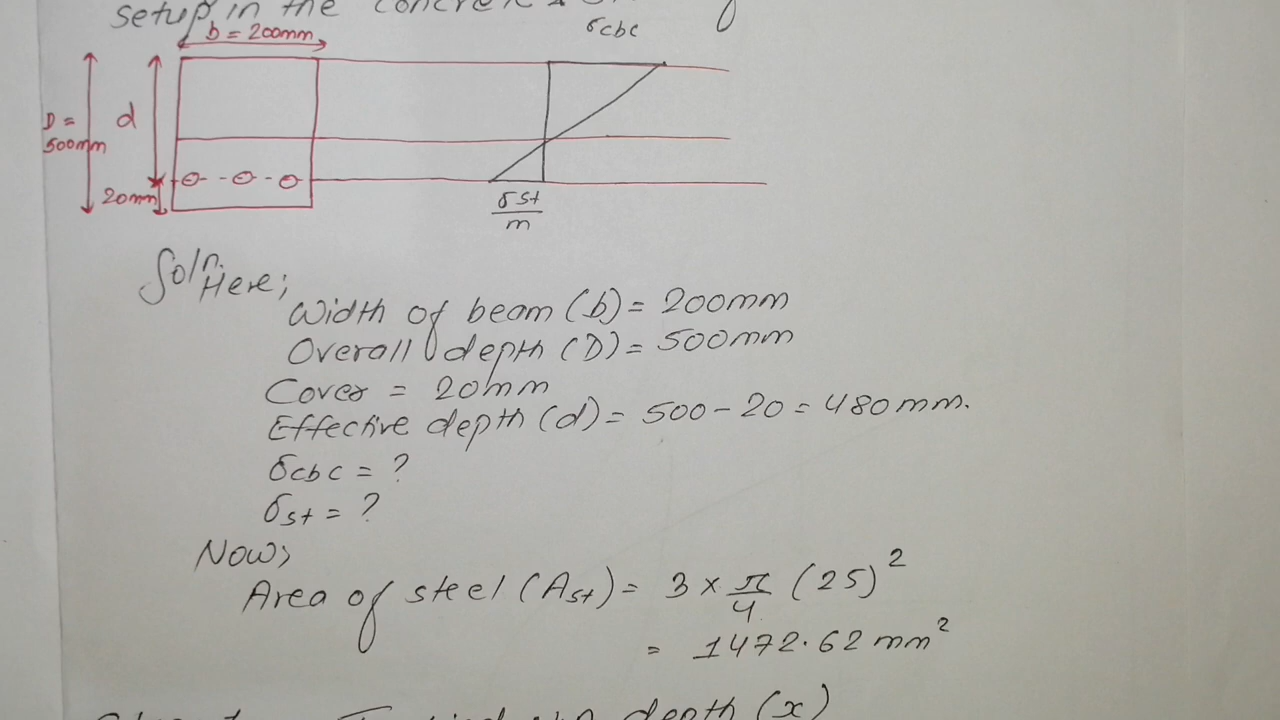 setup in the concrete
σcbc
b = 200mm
D =
500mm
d
20mm
σst
m
Soln.
Here;
Width of beam (b) = 200mm
Overall depth (D) = 500mm
Cover = 20mm
Effective depth (d) = 500 - 20 = 480mm.
σcbc = ?
σst = ?
Now,
Area of steel (Ast) = 3 × π/4 (25)²
= 1472.62 mm²
depth (x)